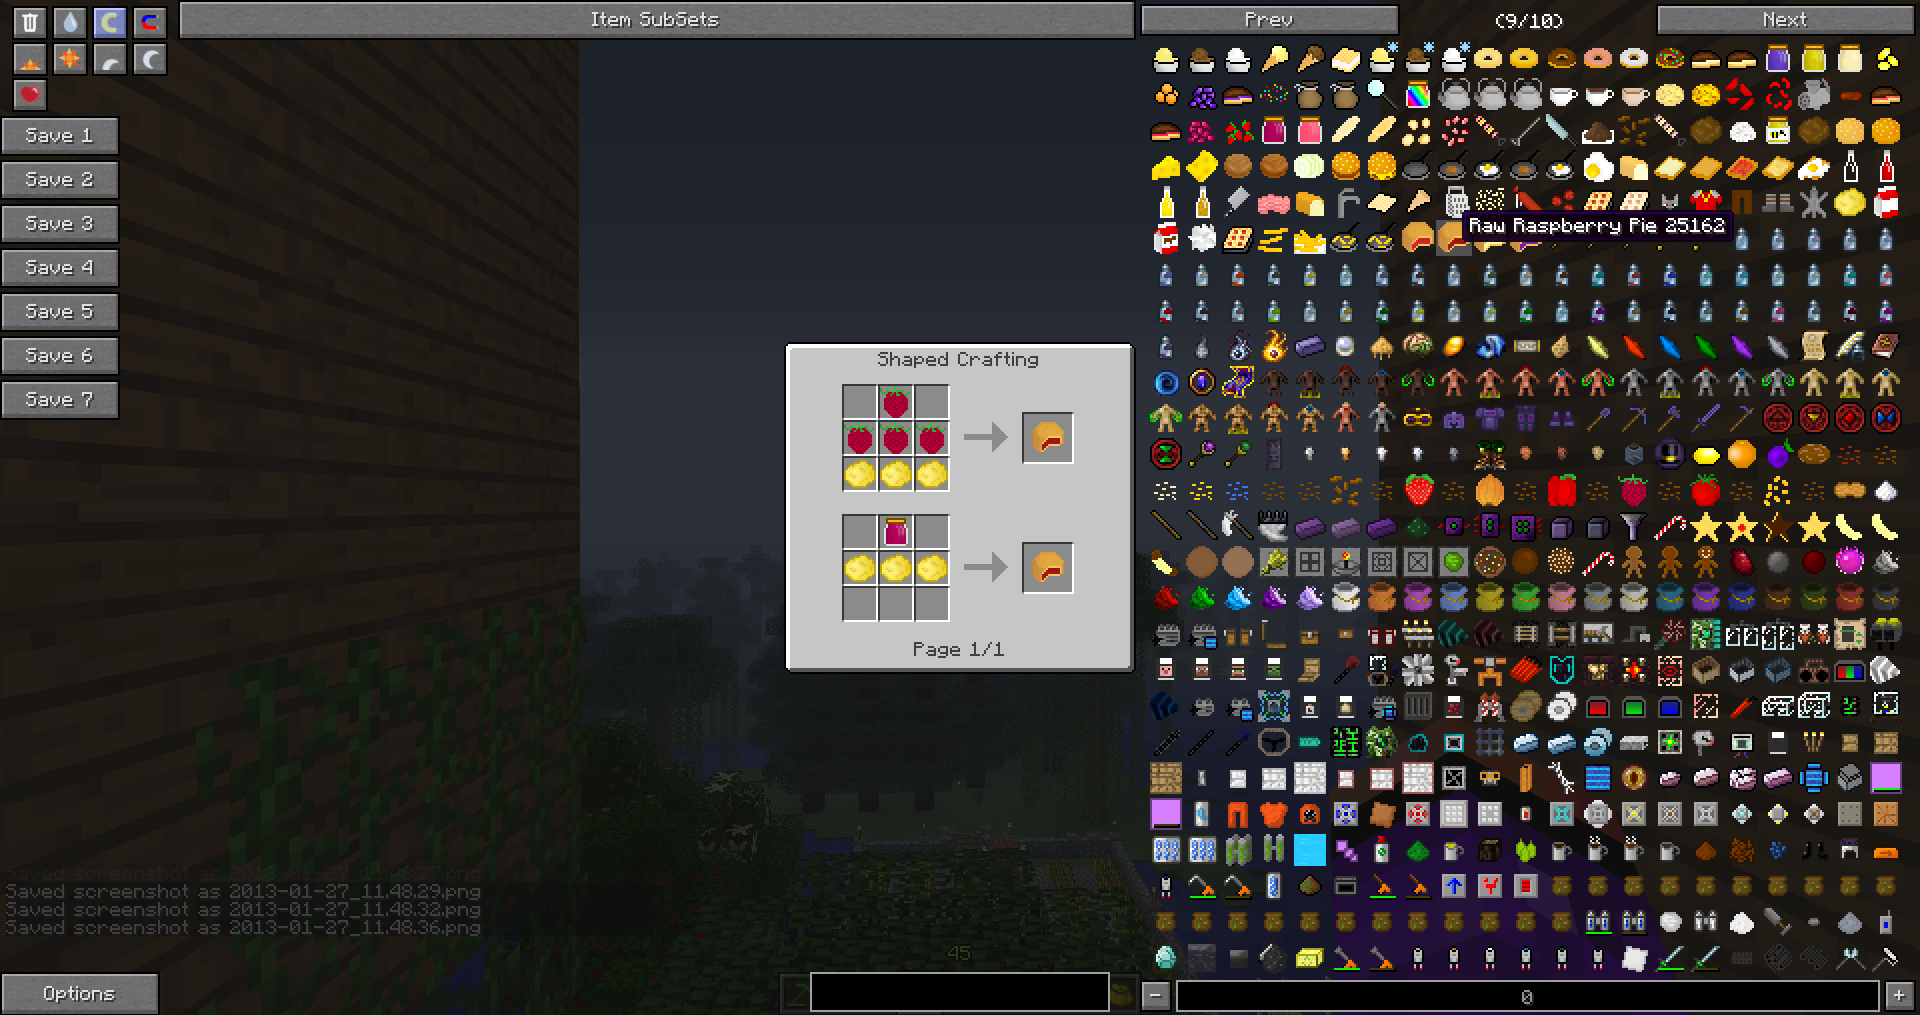 Item SubSets
Prev
(9/10)
Next
Save 1
Save 2
Save 3
Save 4
Save 5
Save 6
Save 7
Raw Raspberry Pie 25162
Shaped Crafting
Page 1/1
Saved screenshot as 2013-01-27_11.48.29.png
Saved screenshot as 2013-01-27_11.48.32.png
Saved screenshot as 2013-01-27_11.48.36.png
45
Options
-
0
+